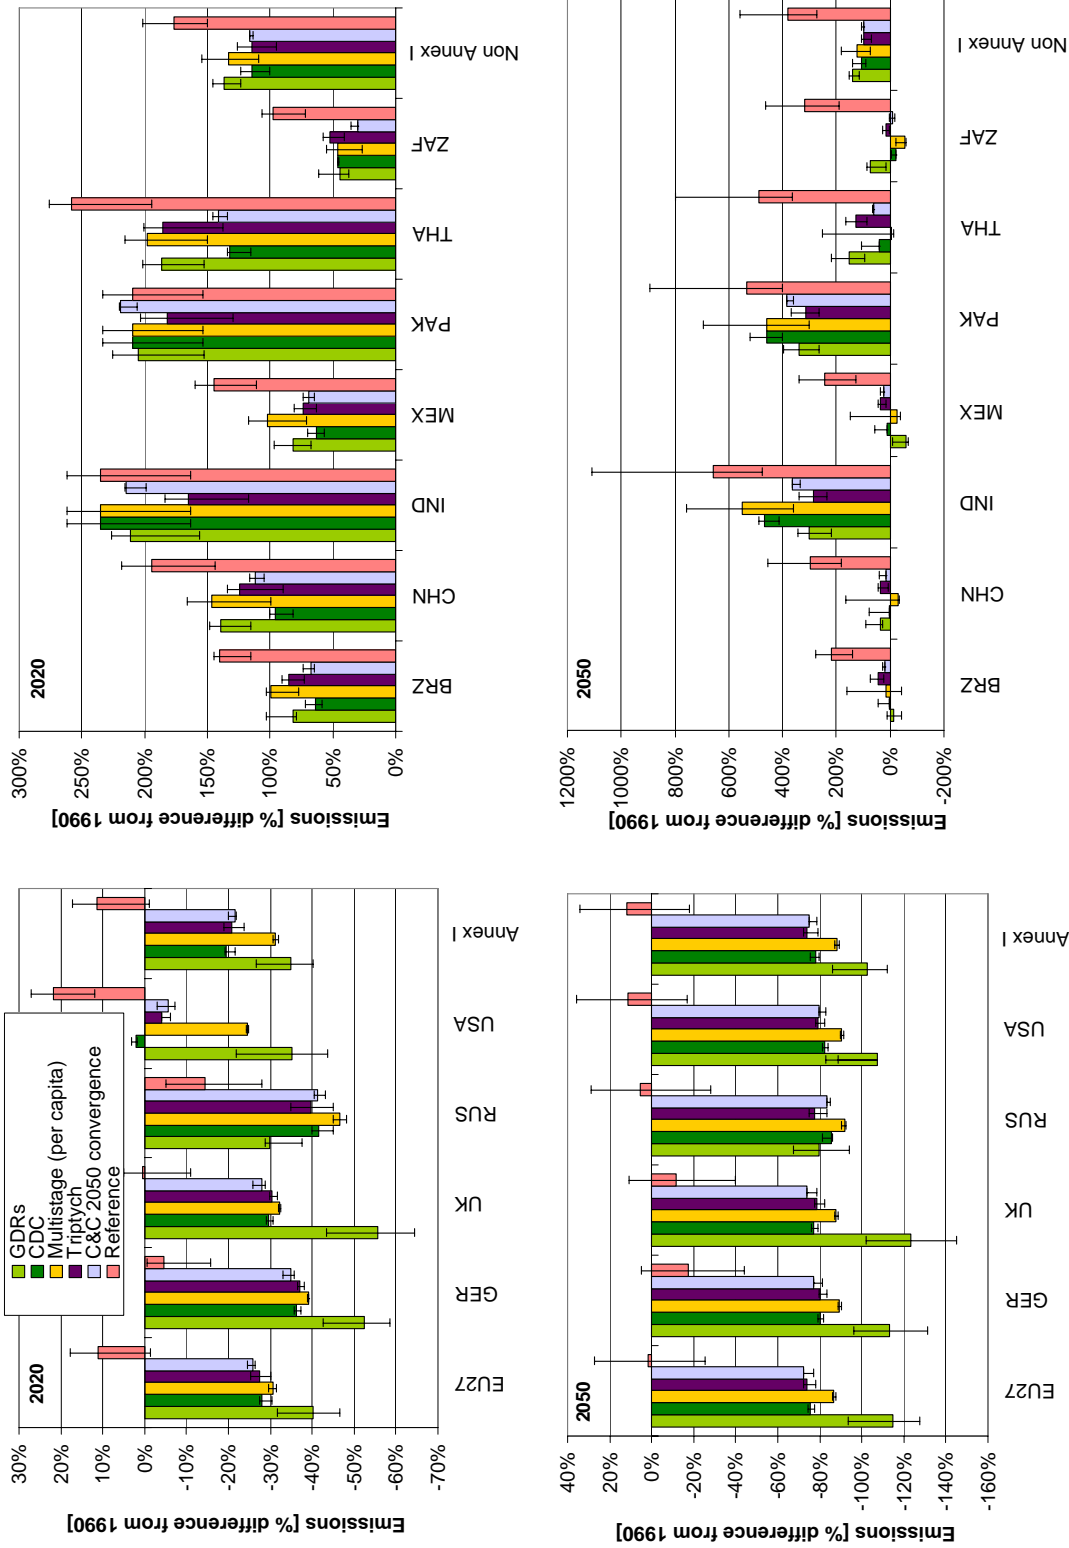 30%
20%
10%
0%
-10%
-20%
-30%
-40%
-50%
-60%
-70%
Emissions [% difference from 1990]
2020
GDRs
CDC
Multistage (per capita)
Triptych
C&C 2050 convergence
Reference
EU27
GER
UK
RUS
USA
Annex I
300%
250%
200%
150%
100%
50%
0%
Emissions [% difference from 1990]
2020
BRZ
CHN
IND
MEX
PAK
THA
ZAF
Non Annex I
40%
20%
0%
-20%
-40%
-60%
-80%
-100%
-120%
-140%
-160%
Emissions [% difference from 1990]
2050
EU27
GER
UK
RUS
USA
Annex I
1200%
1000%
800%
600%
400%
200%
0%
-200%
Emissions [% difference from 1990]
2050
BRZ
CHN
IND
MEX
PAK
THA
ZAF
Non Annex I